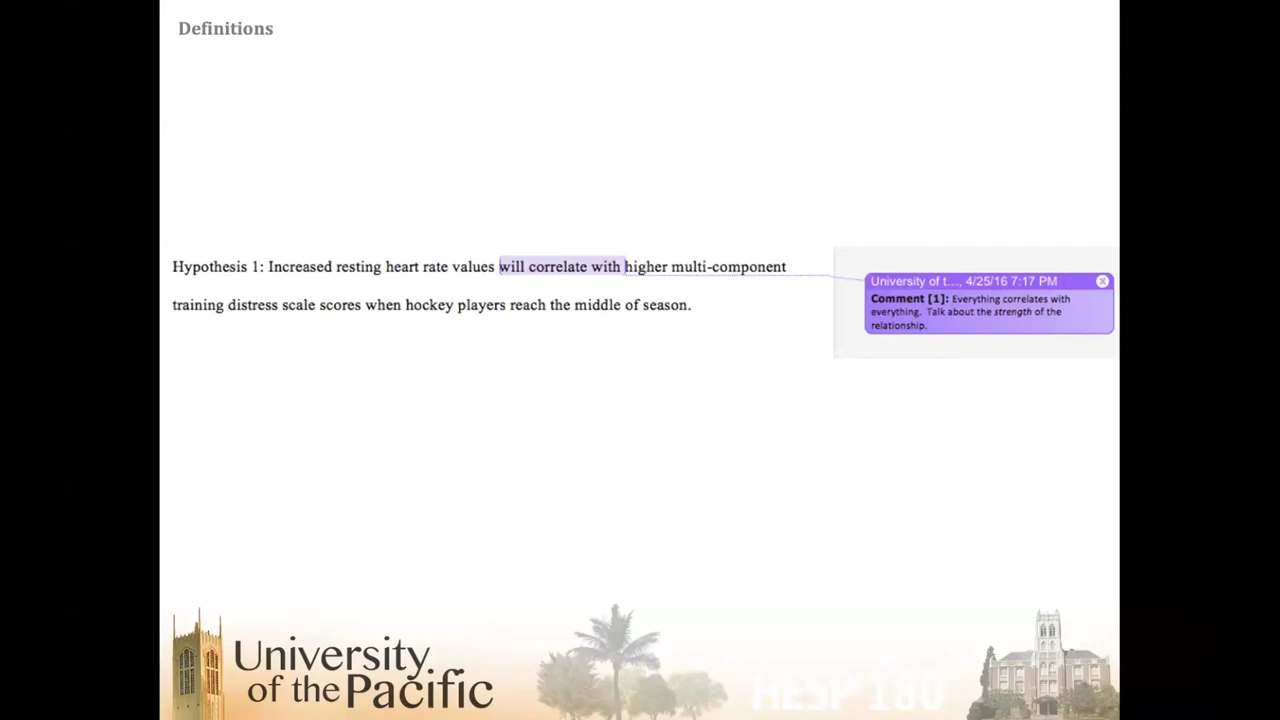 Definitions
Hypothesis 1: Increased resting heart rate values will correlate with higher multi-component
training distress scale scores when hockey players reach the middle of season.
University of t..., 4/25/16 7:17 PM
Comment [1]: Everything correlates with
everything. Talk about the strength of the
relationship.
University
of the Pacific
HESP 180